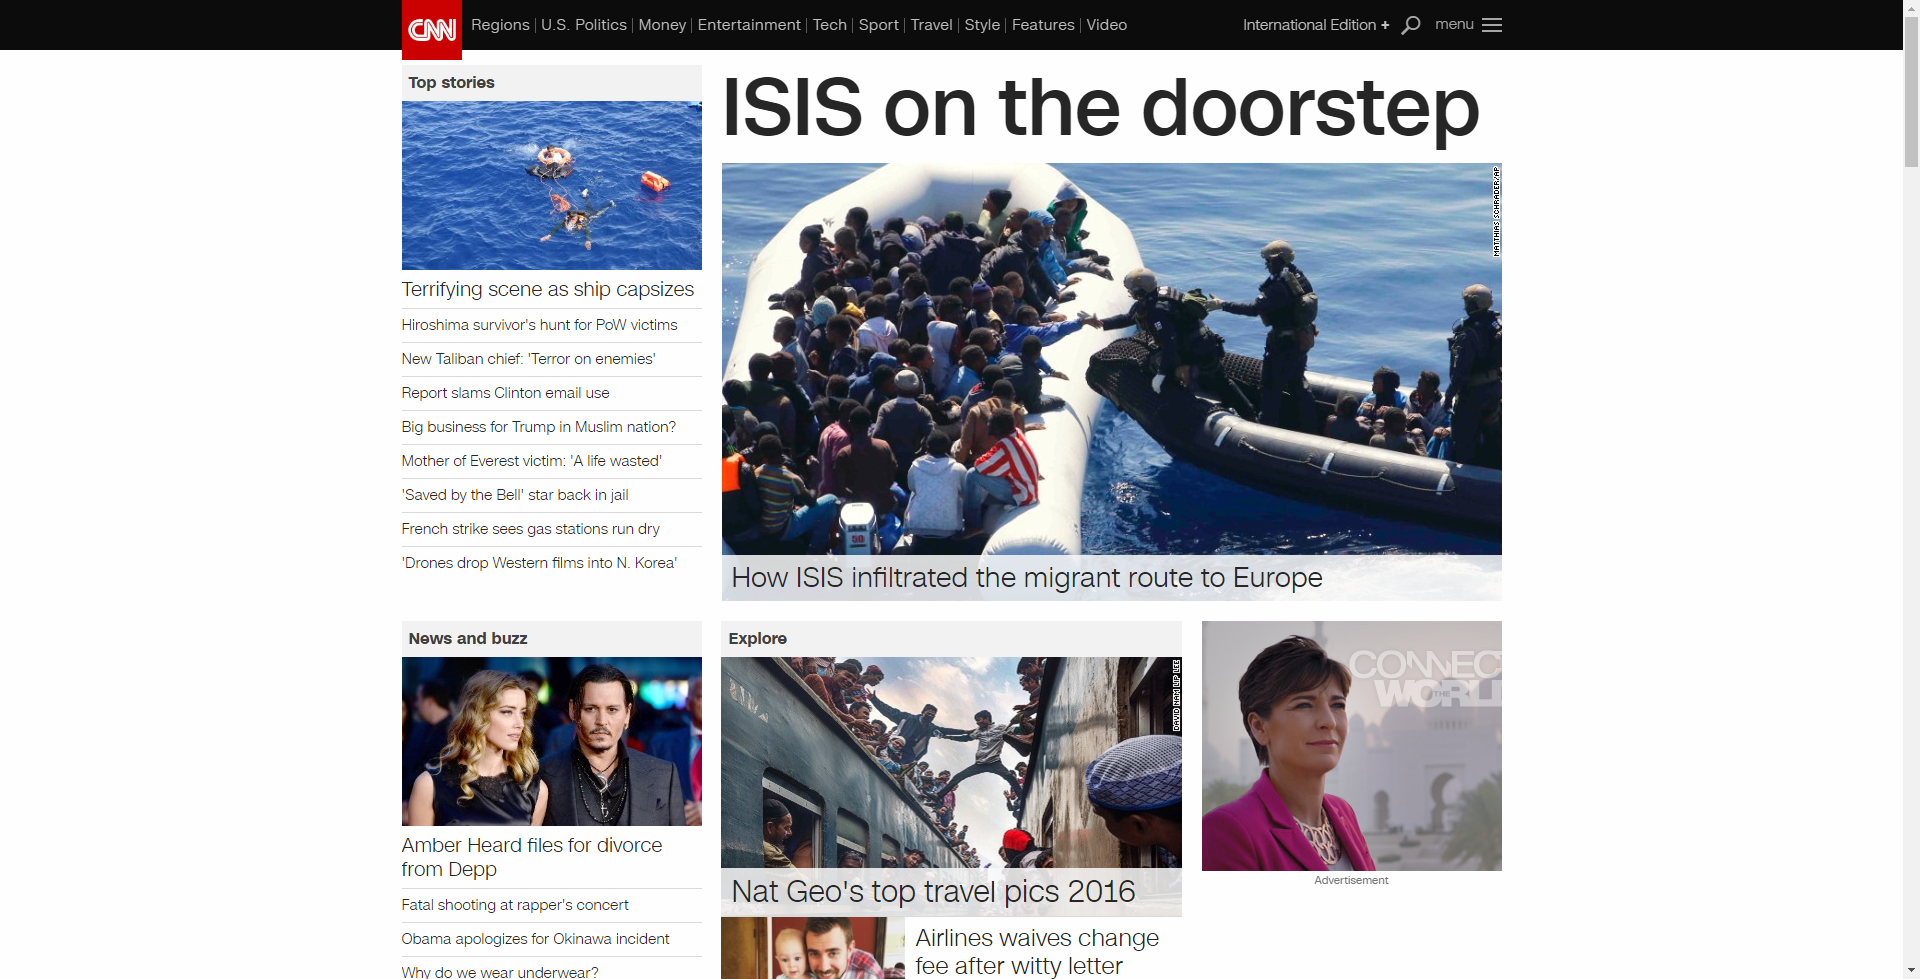 CNN
Regions
U.S. Politics
Money
Entertainment
Tech
Sport
Travel
Style
Features
Video
International Edition +
menu
Top stories
Terrifying scene as ship capsizes
Hiroshima survivor's hunt for PoW victims
New Taliban chief: 'Terror on enemies'
Report slams Clinton email use
Big business for Trump in Muslim nation?
Mother of Everest victim: 'A life wasted'
'Saved by the Bell' star back in jail
French strike sees gas stations run dry
'Drones drop Western films into N. Korea'
ISIS on the doorstep
MATTHIAS SCHRADER/AP
50
How ISIS infiltrated the migrant route to Europe
News and buzz
Amber Heard files for divorce
from Depp
Fatal shooting at rapper's concert
Obama apologizes for Okinawa incident
Why do we wear underwear?
Explore
DAVID NAM LIP LEE
Nat Geo's top travel pics 2016
Airlines waives change
fee after witty letter
CONNECT
THE
WORL
Advertisement